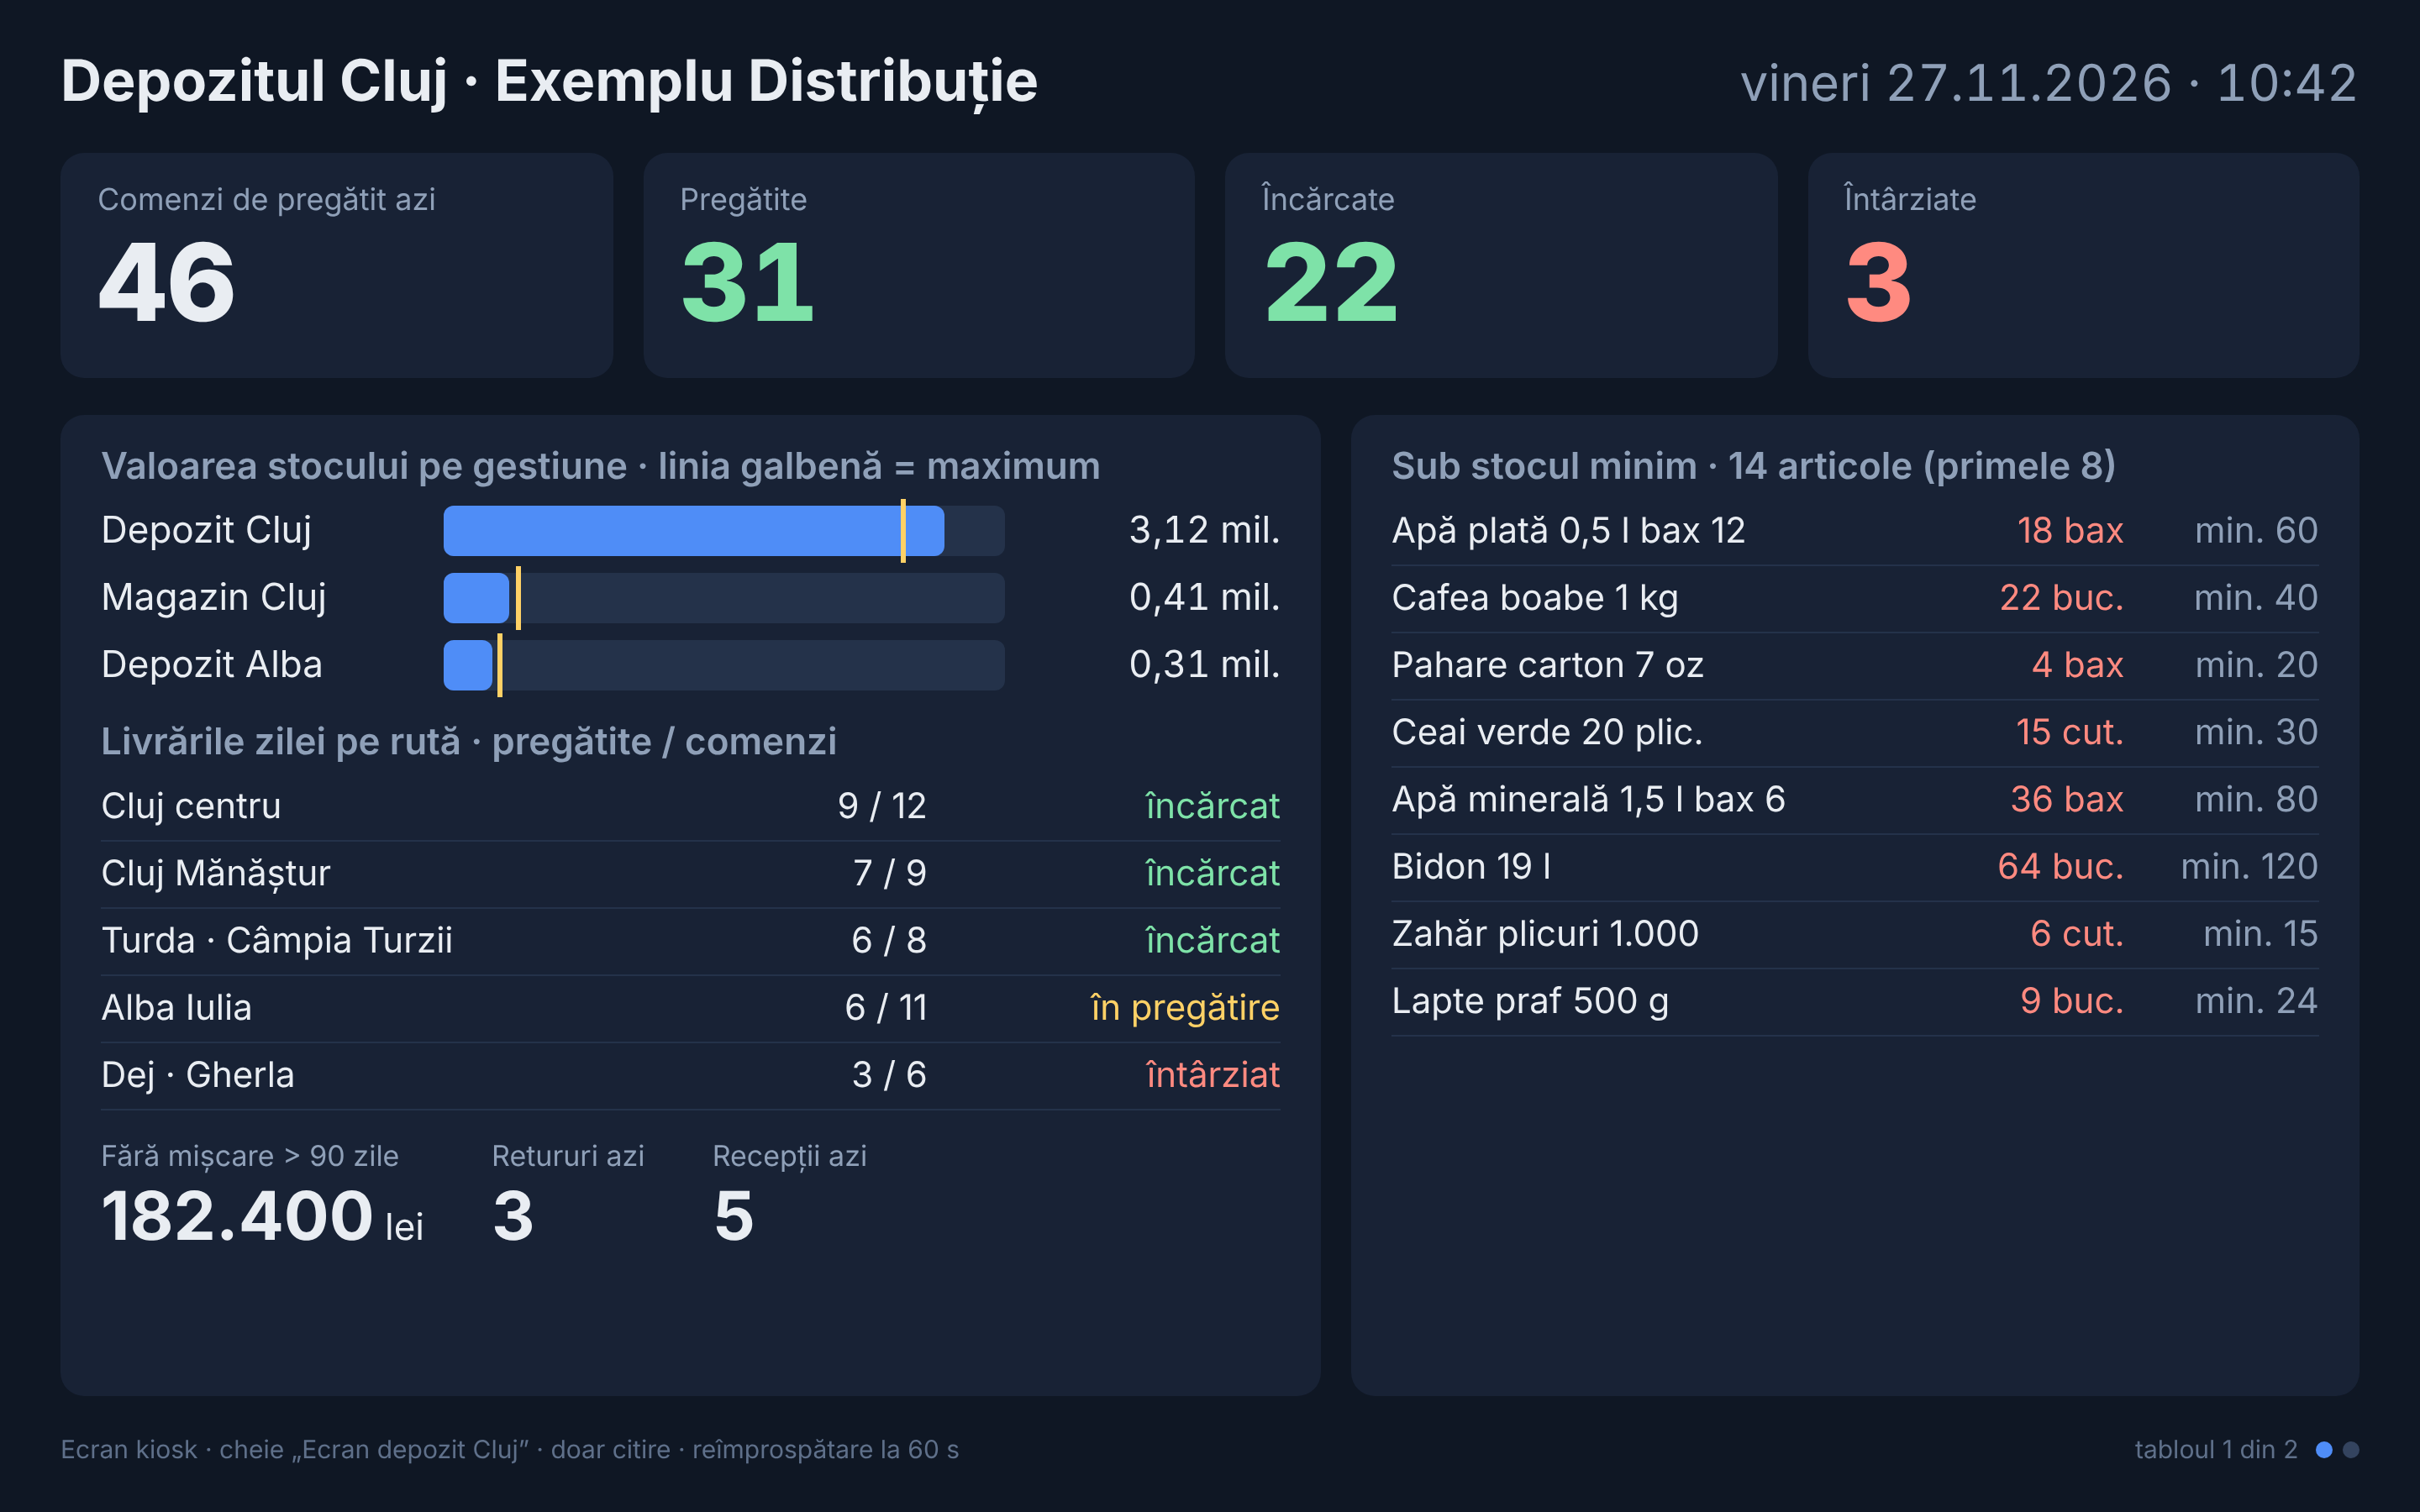 Depozitul Cluj · Exemplu Distribuție
vineri 27.11.2026 · 10:42
Comenzi de pregătit azi
46
Pregătite
31
Încărcate
22
Întârziate
3
Valoarea stocului pe gestiune · linia galbenă = maximum
Depozit Cluj 3,12 mil.
Magazin Cluj 0,41 mil.
Depozit Alba 0,31 mil.
Livrările zilei pe rută · pregătite / comenzi
Cluj centru 9 / 12 încărcat
Cluj Mănăștur 7 / 9 încărcat
Turda · Câmpia Turzii 6 / 8 încărcat
Alba Iulia 6 / 11 în pregătire
Dej · Gherla 3 / 6 întârziat
Fără mișcare > 90 zile
182.400 lei
Retururi azi
3
Recepții azi
5
Sub stocul minim · 14 articole (primele 8)
Apă plată 0,5 l bax 12 18 bax min. 60
Cafea boabe 1 kg 22 buc. min. 40
Pahare carton 7 oz 4 bax min. 20
Ceai verde 20 plic. 15 cut. min. 30
Apă minerală 1,5 l bax 6 36 bax min. 80
Bidon 19 l 64 buc. min. 120
Zahăr plicuri 1.000 6 cut. min. 15
Lapte praf 500 g 9 buc. min. 24
Ecran kiosk · cheie „Ecran depozit Cluj” · doar citire · reîmprospătare la 60 s
tabloul 1 din 2